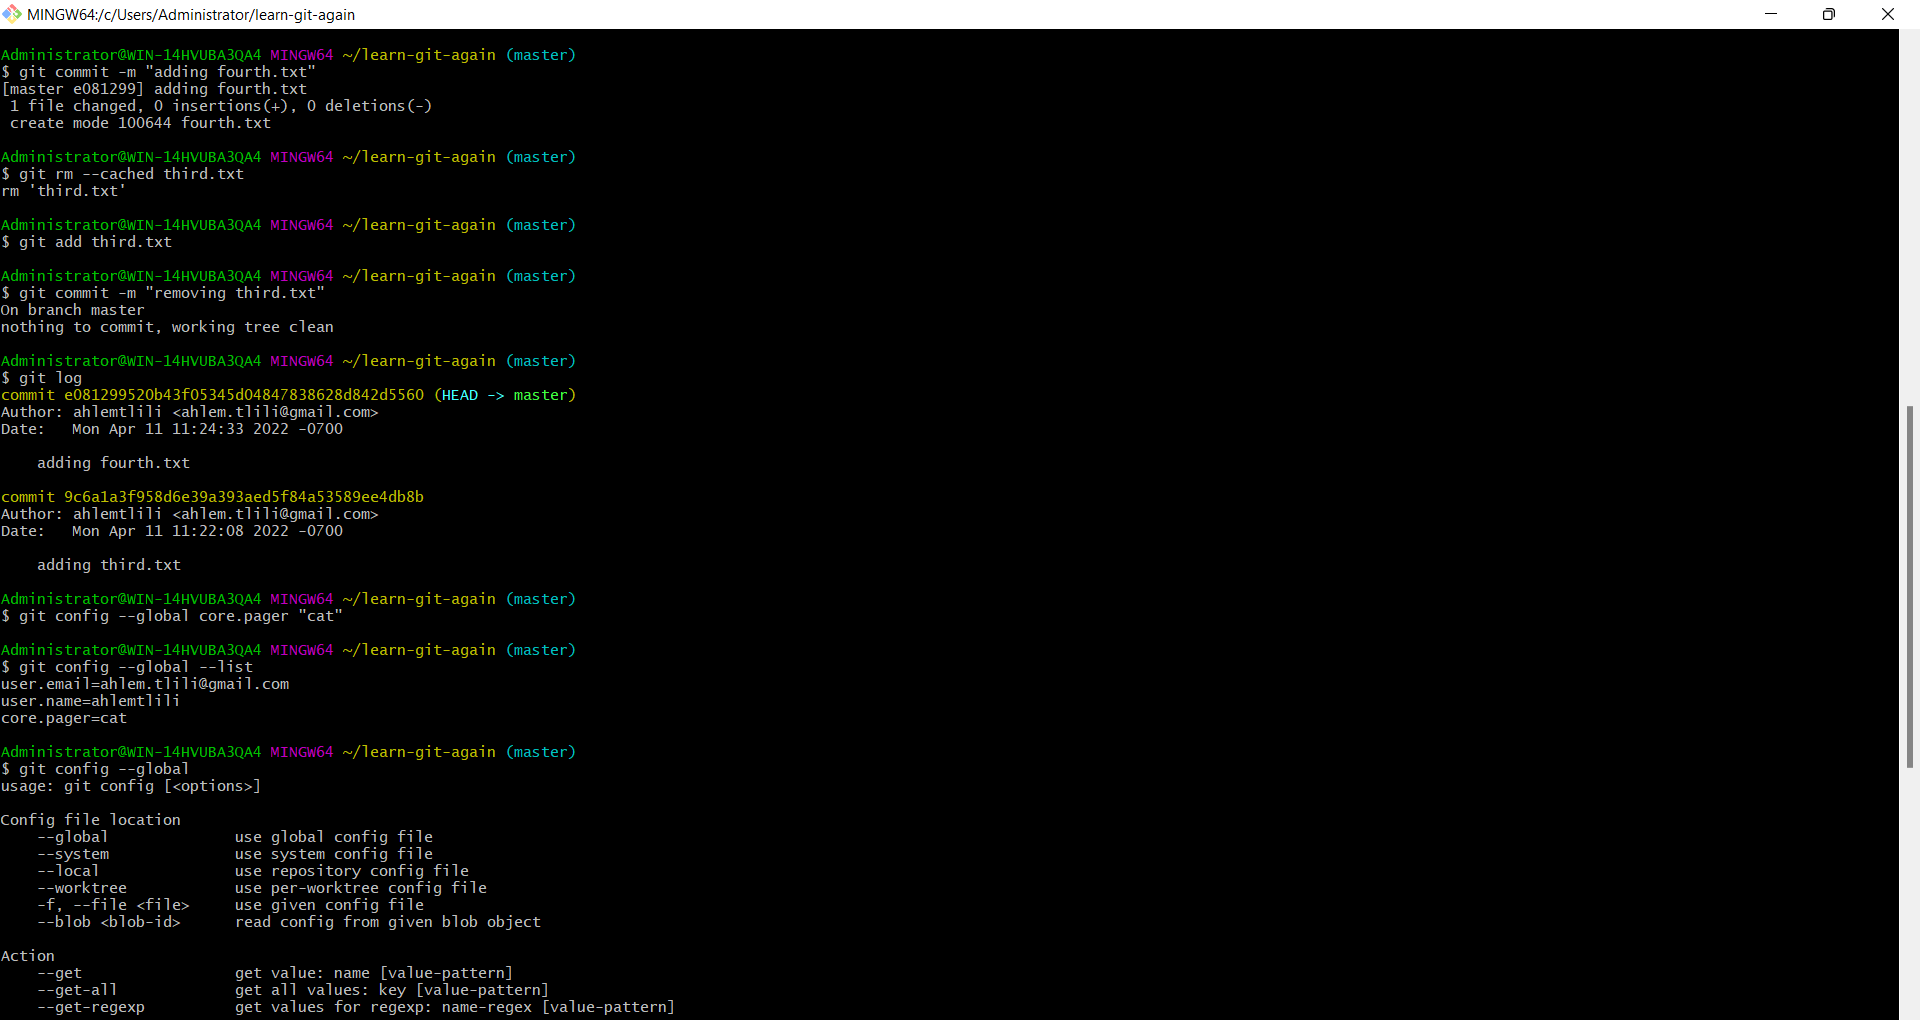 MINGW64:/c/Users/Administrator/learn-git-again
Administrator@WIN-14HVUBA3QA4 MINGW64 ~/learn-git-again (master)
$ git commit -m "adding fourth.txt"
[master e081299] adding fourth.txt
 1 file changed, 0 insertions(+), 0 deletions(-)
 create mode 100644 fourth.txt
Administrator@WIN-14HVUBA3QA4 MINGW64 ~/learn-git-again (master)
$ git rm --cached third.txt
rm 'third.txt'
Administrator@WIN-14HVUBA3QA4 MINGW64 ~/learn-git-again (master)
$ git add third.txt
Administrator@WIN-14HVUBA3QA4 MINGW64 ~/learn-git-again (master)
$ git commit -m "removing third.txt"
On branch master
nothing to commit, working tree clean
Administrator@WIN-14HVUBA3QA4 MINGW64 ~/learn-git-again (master)
$ git log
commit e081299520b43f05345d04847838628d842d5560 (HEAD -> master)
Author: ahlemtlili <ahlem.tlili@gmail.com>
Date:   Mon Apr 11 11:24:33 2022 -0700
    adding fourth.txt
commit 9c6a1a3f958d6e39a393aed5f84a53589ee4db8b
Author: ahlemtlili <ahlem.tlili@gmail.com>
Date:   Mon Apr 11 11:22:08 2022 -0700
    adding third.txt
Administrator@WIN-14HVUBA3QA4 MINGW64 ~/learn-git-again (master)
$ git config --global core.pager "cat"
Administrator@WIN-14HVUBA3QA4 MINGW64 ~/learn-git-again (master)
$ git config --global --list
user.email=ahlem.tlili@gmail.com
user.name=ahlemtlili
core.pager=cat
Administrator@WIN-14HVUBA3QA4 MINGW64 ~/learn-git-again (master)
$ git config --global
usage: git config [<options>]
Config file location
    --global              use global config file
    --system              use system config file
    --local               use repository config file
    --worktree            use per-worktree config file
    -f, --file <file>     use given config file
    --blob <blob-id>      read config from given blob object
Action
    --get                 get value: name [value-pattern]
    --get-all             get all values: key [value-pattern]
    --get-regexp          get values for regexp: name-regex [value-pattern]